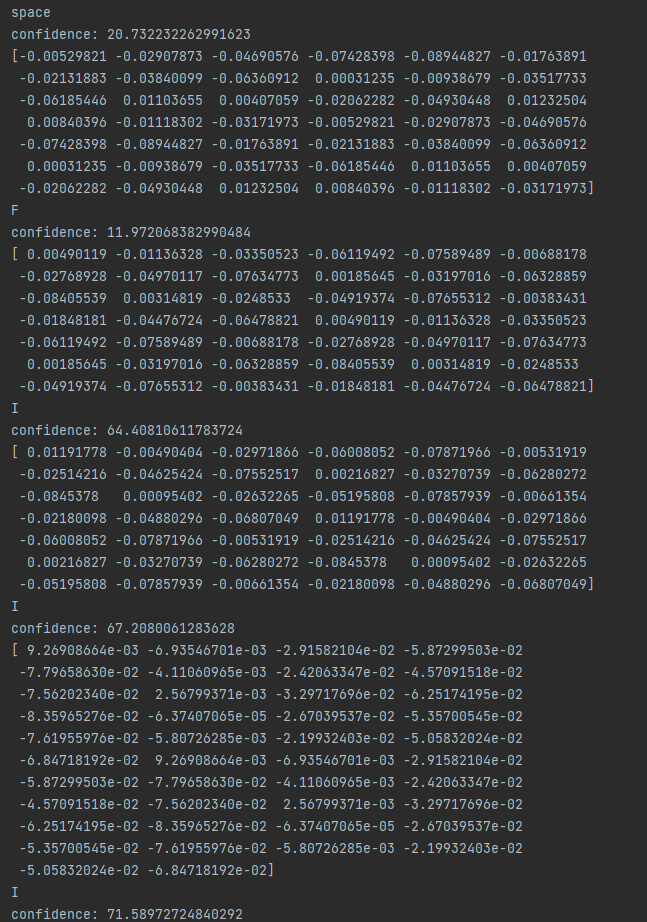 space
confidence: 20.732232262991623
[-0.00529821 -0.02907873 -0.04690576 -0.07428398 -0.08944827 -0.01763891
-0.02131883 -0.03840099 -0.06360912  0.00031235 -0.00938679 -0.03517733
-0.06185446  0.01103655  0.00407059 -0.02062282 -0.04930448  0.01232504
0.00840396 -0.01118302 -0.03171973 -0.00529821 -0.02907873 -0.04690576
-0.07428398 -0.08944827 -0.01763891 -0.02131883 -0.03840099 -0.06360912
0.00031235 -0.00938679 -0.03517733 -0.06185446  0.01103655  0.00407059
-0.02062282 -0.04930448  0.01232504  0.00840396 -0.01118302 -0.03171973]
F
confidence: 11.972068382990484
[ 0.00490119 -0.01136328 -0.03350523 -0.06119492 -0.07589489 -0.00688178
-0.02768928 -0.04970117 -0.07634773  0.00185645 -0.03197016 -0.06328859
-0.08405539  0.00314819 -0.0248533  -0.04919374 -0.07655312 -0.00383431
-0.01848181 -0.04476724 -0.06478821  0.00490119 -0.01136328 -0.03350523
-0.06119492 -0.07589489 -0.00688178 -0.02768928 -0.04970117 -0.07634773
0.00185645 -0.03197016 -0.06328859 -0.08405539  0.00314819 -0.0248533
-0.04919374 -0.07655312 -0.00383431 -0.01848181 -0.04476724 -0.06478821]
I
confidence: 64.40810611783724
[ 0.01191778 -0.00490404 -0.02971866 -0.06008052 -0.07871966 -0.00531919
-0.02514216 -0.04625424 -0.07552517  0.00216827 -0.03270739 -0.06280272
-0.0845378   0.00095402 -0.02632265 -0.05195808 -0.07857939 -0.00661354
-0.02180098 -0.04880296 -0.06807049  0.01191778 -0.00490404 -0.02971866
-0.06008052 -0.07871966 -0.00531919 -0.02514216 -0.04625424 -0.07552517
0.00216827 -0.03270739 -0.06280272 -0.0845378   0.00095402 -0.02632265
-0.05195808 -0.07857939 -0.00661354 -0.02180098 -0.04880296 -0.06807049]
I
confidence: 67.2080061283628
[ 9.26908664e-03 -6.93546701e-03 -2.91582104e-02 -5.87299503e-02
-7.79658630e-02 -4.11060965e-03 -2.42063347e-02 -4.57091518e-02
-7.56202340e-02  2.56799371e-03 -3.29717696e-02 -6.25174195e-02
-8.35965276e-02 -6.37407065e-05 -2.67039537e-02 -5.35700545e-02
-7.61955976e-02 -5.80726285e-03 -2.19932403e-02 -5.05832024e-02
-6.84718192e-02  9.26908664e-03 -6.93546701e-03 -2.91582104e-02
-5.87299503e-02 -7.79658630e-02 -4.11060965e-03 -2.42063347e-02
-4.57091518e-02 -7.56202340e-02  2.56799371e-03 -3.29717696e-02
-6.25174195e-02 -8.35965276e-02 -6.37407065e-05 -2.67039537e-02
-5.35700545e-02 -7.61955976e-02 -5.80726285e-03 -2.19932403e-02
-5.05832024e-02 -6.84718192e-02]
I
confidence: 71.58972724840292